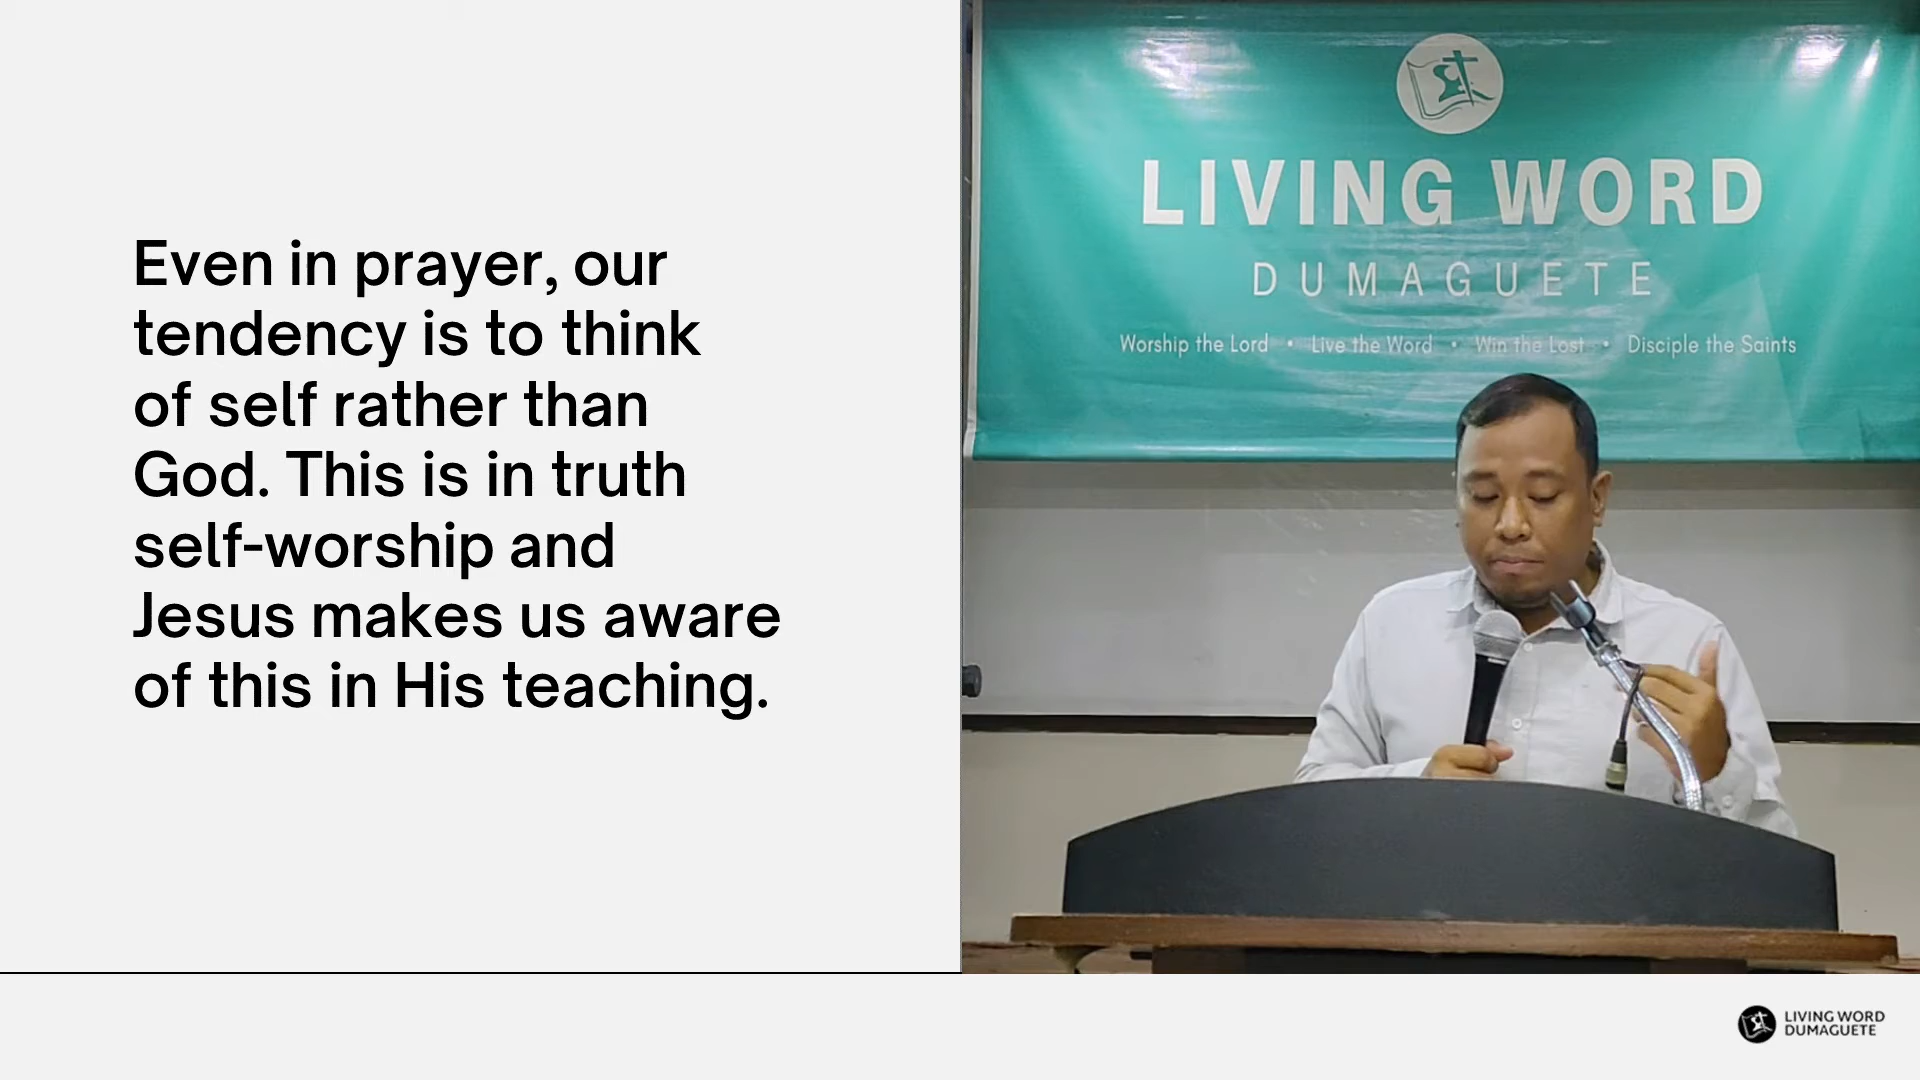 Even in prayer, our
tendency is to think
of self rather than
God. This is in truth
self-worship and
Jesus makes us aware
of this in His teaching.
LIVING WORD
DUMAGUETE
Worship the Lord • Live the Word • Win the Lost • Disciple the Saints
LIVING WORD
DUMAGUETE